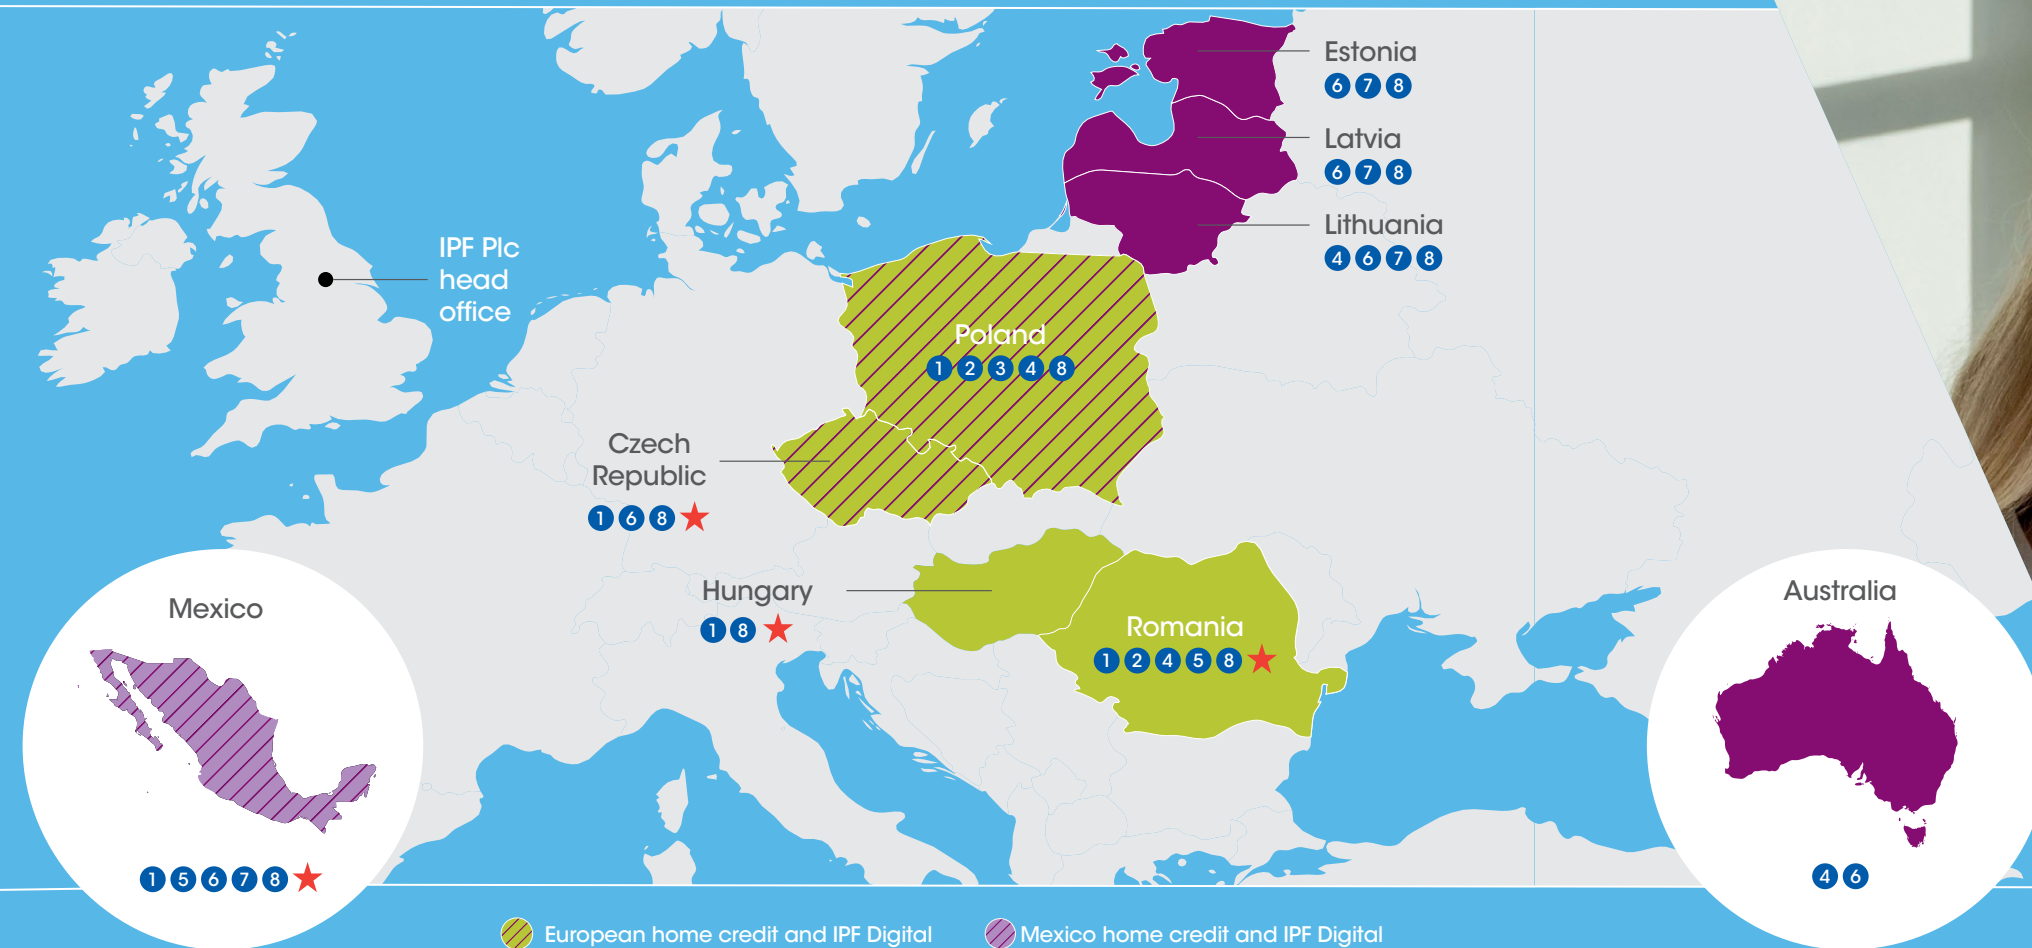 Estonia
6 7 8
Latvia
6 7 8
Lithuania
4 6 7 8
IPF Plc
head
office
Poland
1 2 3 4 8
Czech
Republic
1 6 8
Hungary
1 8
Romania
1 2 4 5 8
Mexico
1 5 6 7 8
Australia
4 6
European home credit and IPF Digital
Mexico home credit and IPF Digital